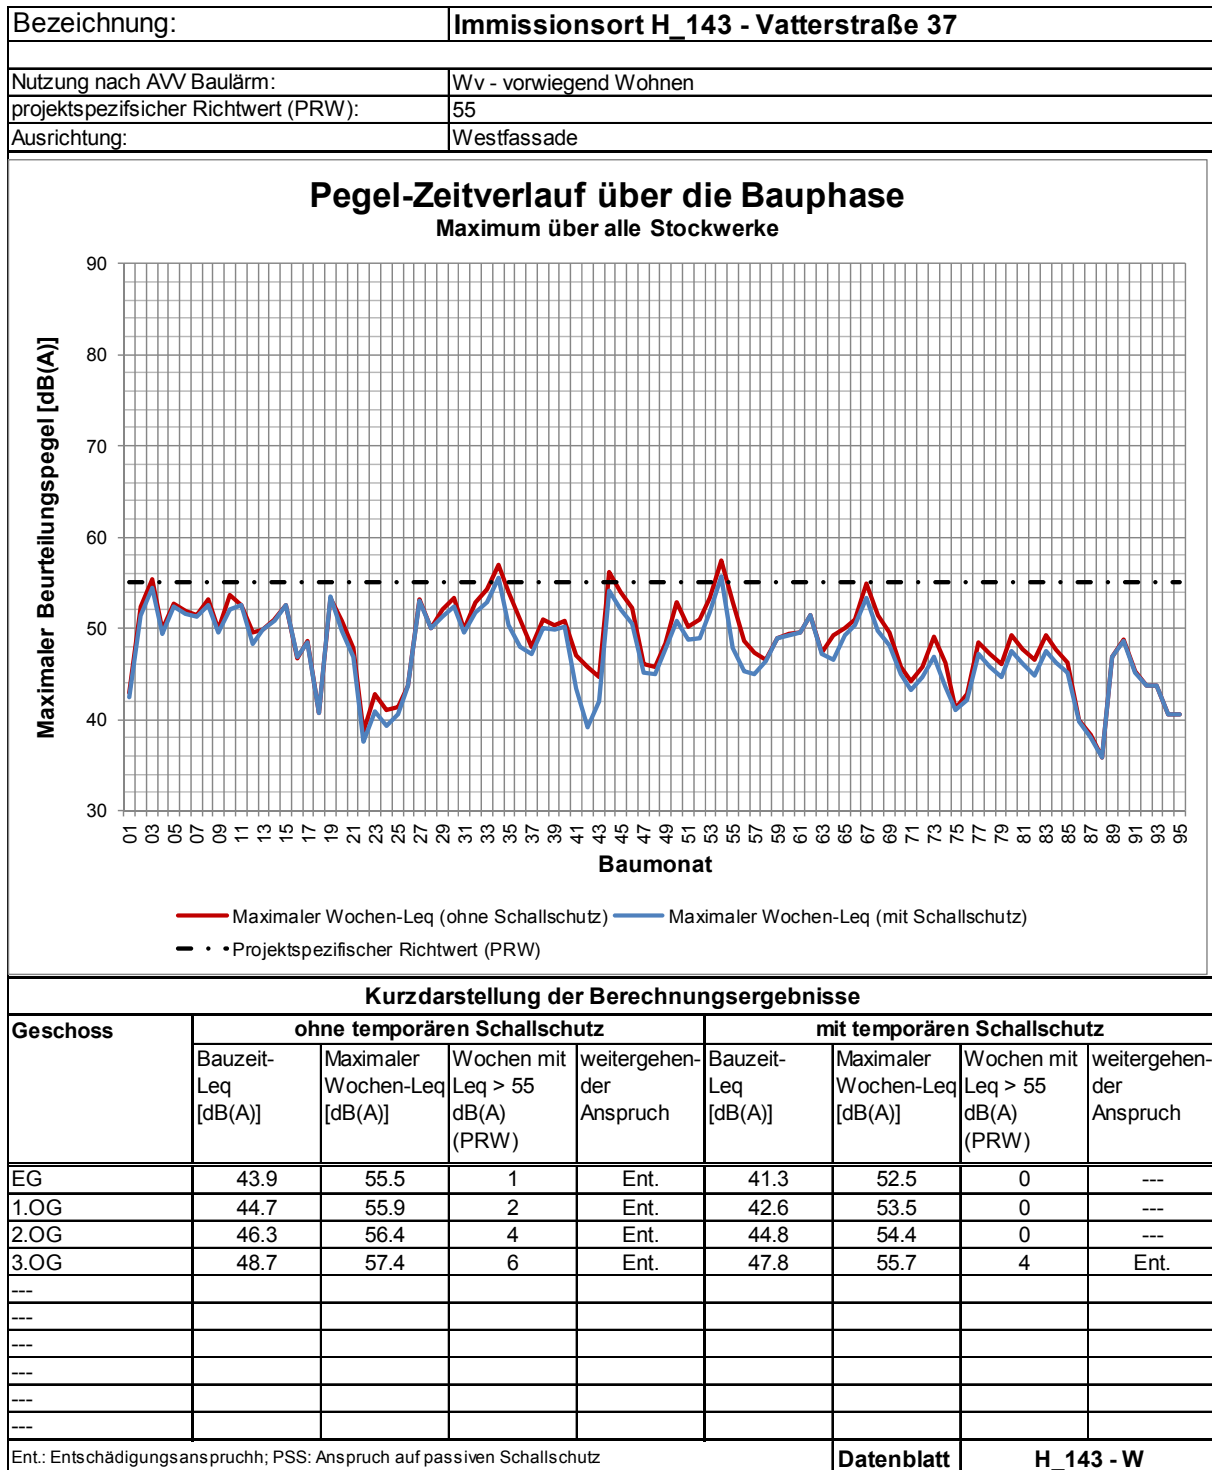 Bezeichnung: Immissionsort H_143 - Vatterstraße 37
Nutzung nach AVV Baulärm: Wv - vorwiegend Wohnen
projektspezifsicher Richtwert (PRW): 55
Ausrichtung: Westfassade
Pegel-Zeitverlauf über die Bauphase
Maximum über alle Stockwerke
Maximaler Beurteilungspegel [dB(A)]
90
80
70
60
50
40
30
01 03 05 07 09 11 13 15 17 19 21 23 25 27 29 31 33 35 37 39 41 43 45 47 49 51 53 55 57 59 61 63 65 67 69 71 73 75 77 79 81 83 85 87 89 91 93 95
Baumonat
Maximaler Wochen-Leq (ohne Schallschutz) Maximaler Wochen-Leq (mit Schallschutz)
Projektspezifischer Richtwert (PRW)
Kurzdarstellung der Berechnungsergebnisse
Geschoss ohne temporären Schallschutz mit temporären Schallschutz
Bauzeit- Maximaler Wochen mit weitergehen- Bauzeit- Maximaler Wochen mit weitergehen-
Leq Wochen-Leq Leq > 55 der Leq Wochen-Leq Leq > 55 der
[dB(A)] [dB(A)] dB(A) Anspruch [dB(A)] [dB(A)] dB(A) Anspruch
(PRW) (PRW)
EG 43.9 55.5 1 Ent. 41.3 52.5 0 ---
1.OG 44.7 55.9 2 Ent. 42.6 53.5 0 ---
2.OG 46.3 56.4 4 Ent. 44.8 54.4 0 ---
3.OG 48.7 57.4 6 Ent. 47.8 55.7 4 Ent.
---
---
---
---
---
---
Ent.: Entschädigungsanspruchh; PSS: Anspruch auf passiven Schallschutz Datenblatt H_143 - W